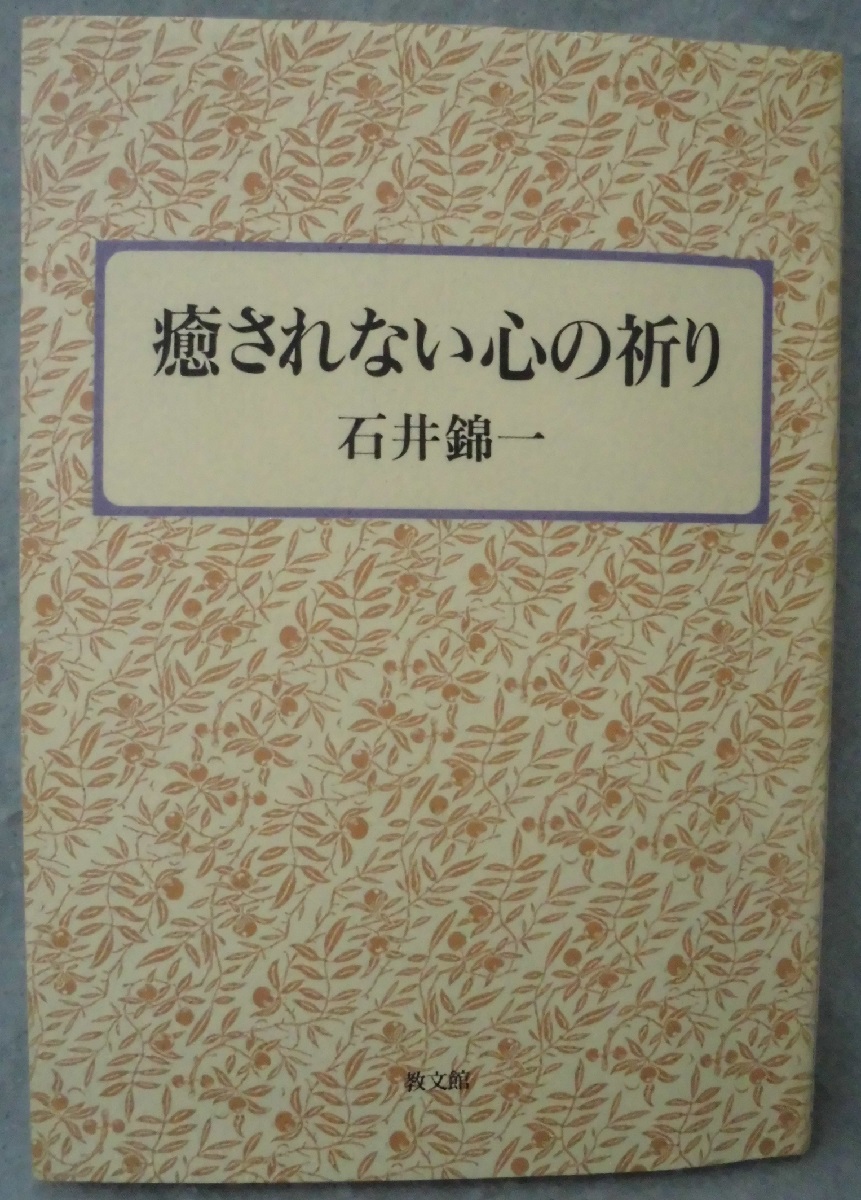 癒されない心の祈り
石井錦一
教文館